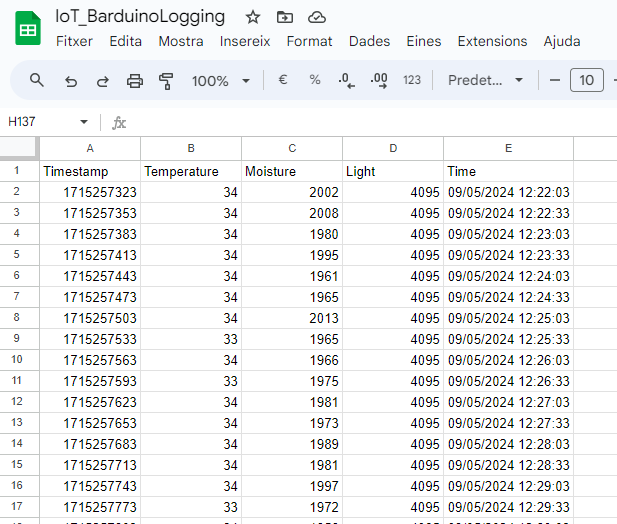 IoT_BarduinoLogging
Fitxer Edita Mostra Insereix Format Dades Eines Extensions Ajuda
100% € % .0 .00 123 Predet... 10
H137 fx
A B C D E
1 Timestamp Temperature Moisture Light Time
2 1715257323 34 2002 4095 09/05/2024 12:22:03
3 1715257353 34 2008 4095 09/05/2024 12:22:33
4 1715257383 34 1980 4095 09/05/2024 12:23:03
5 1715257413 34 1995 4095 09/05/2024 12:23:33
6 1715257443 34 1961 4095 09/05/2024 12:24:03
7 1715257473 34 1965 4095 09/05/2024 12:24:33
8 1715257503 34 2013 4095 09/05/2024 12:25:03
9 1715257533 33 1965 4095 09/05/2024 12:25:33
10 1715257563 34 1966 4095 09/05/2024 12:26:03
11 1715257593 33 1975 4095 09/05/2024 12:26:33
12 1715257623 34 1981 4095 09/05/2024 12:27:03
13 1715257653 34 1973 4095 09/05/2024 12:27:33
14 1715257683 34 1989 4095 09/05/2024 12:28:03
15 1715257713 34 1981 4095 09/05/2024 12:28:33
16 1715257743 34 1997 4095 09/05/2024 12:29:03
17 1715257773 33 1972 4095 09/05/2024 12:29:33